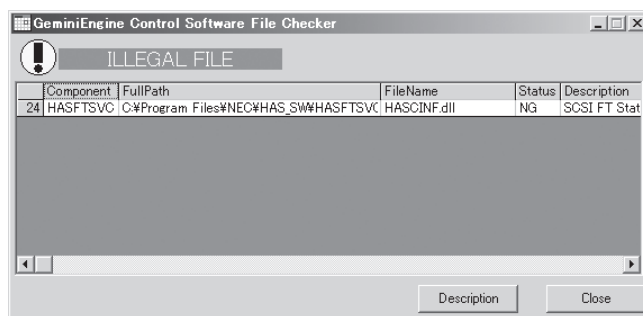 GeminiEngine Control Software File Checker
ILLEGAL FILE
Component FullPath FileName Status Description
24 HASFTSVC C:¥Program Files¥NEC¥HAS_SW¥HASFTSVC HASCINF.dll NG SCSI FT Stat
Description Close